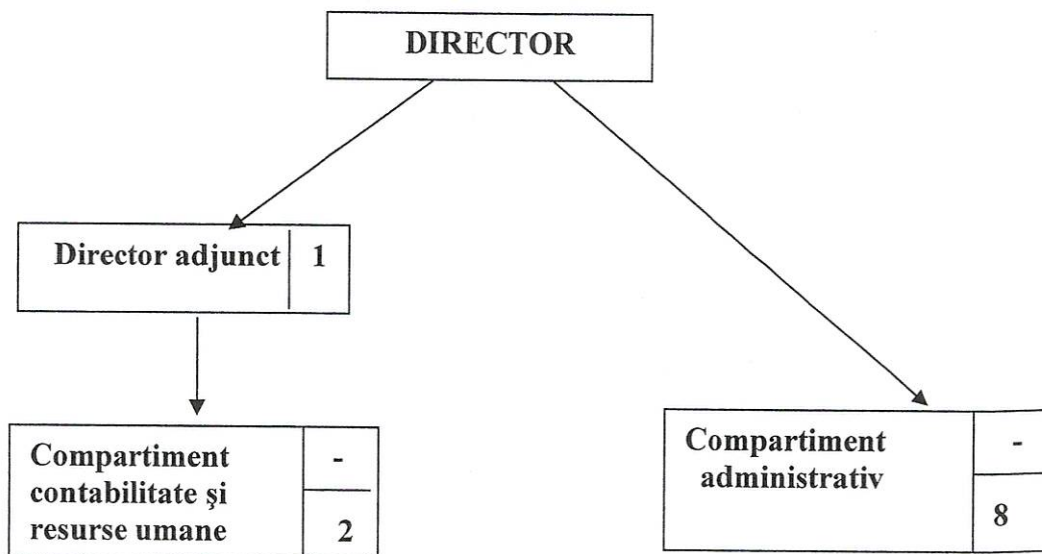 DIRECTOR
Director adjunct 1
Compartiment
contabilitate şi
resurse umane
-
2
Compartiment
administrativ
-
8